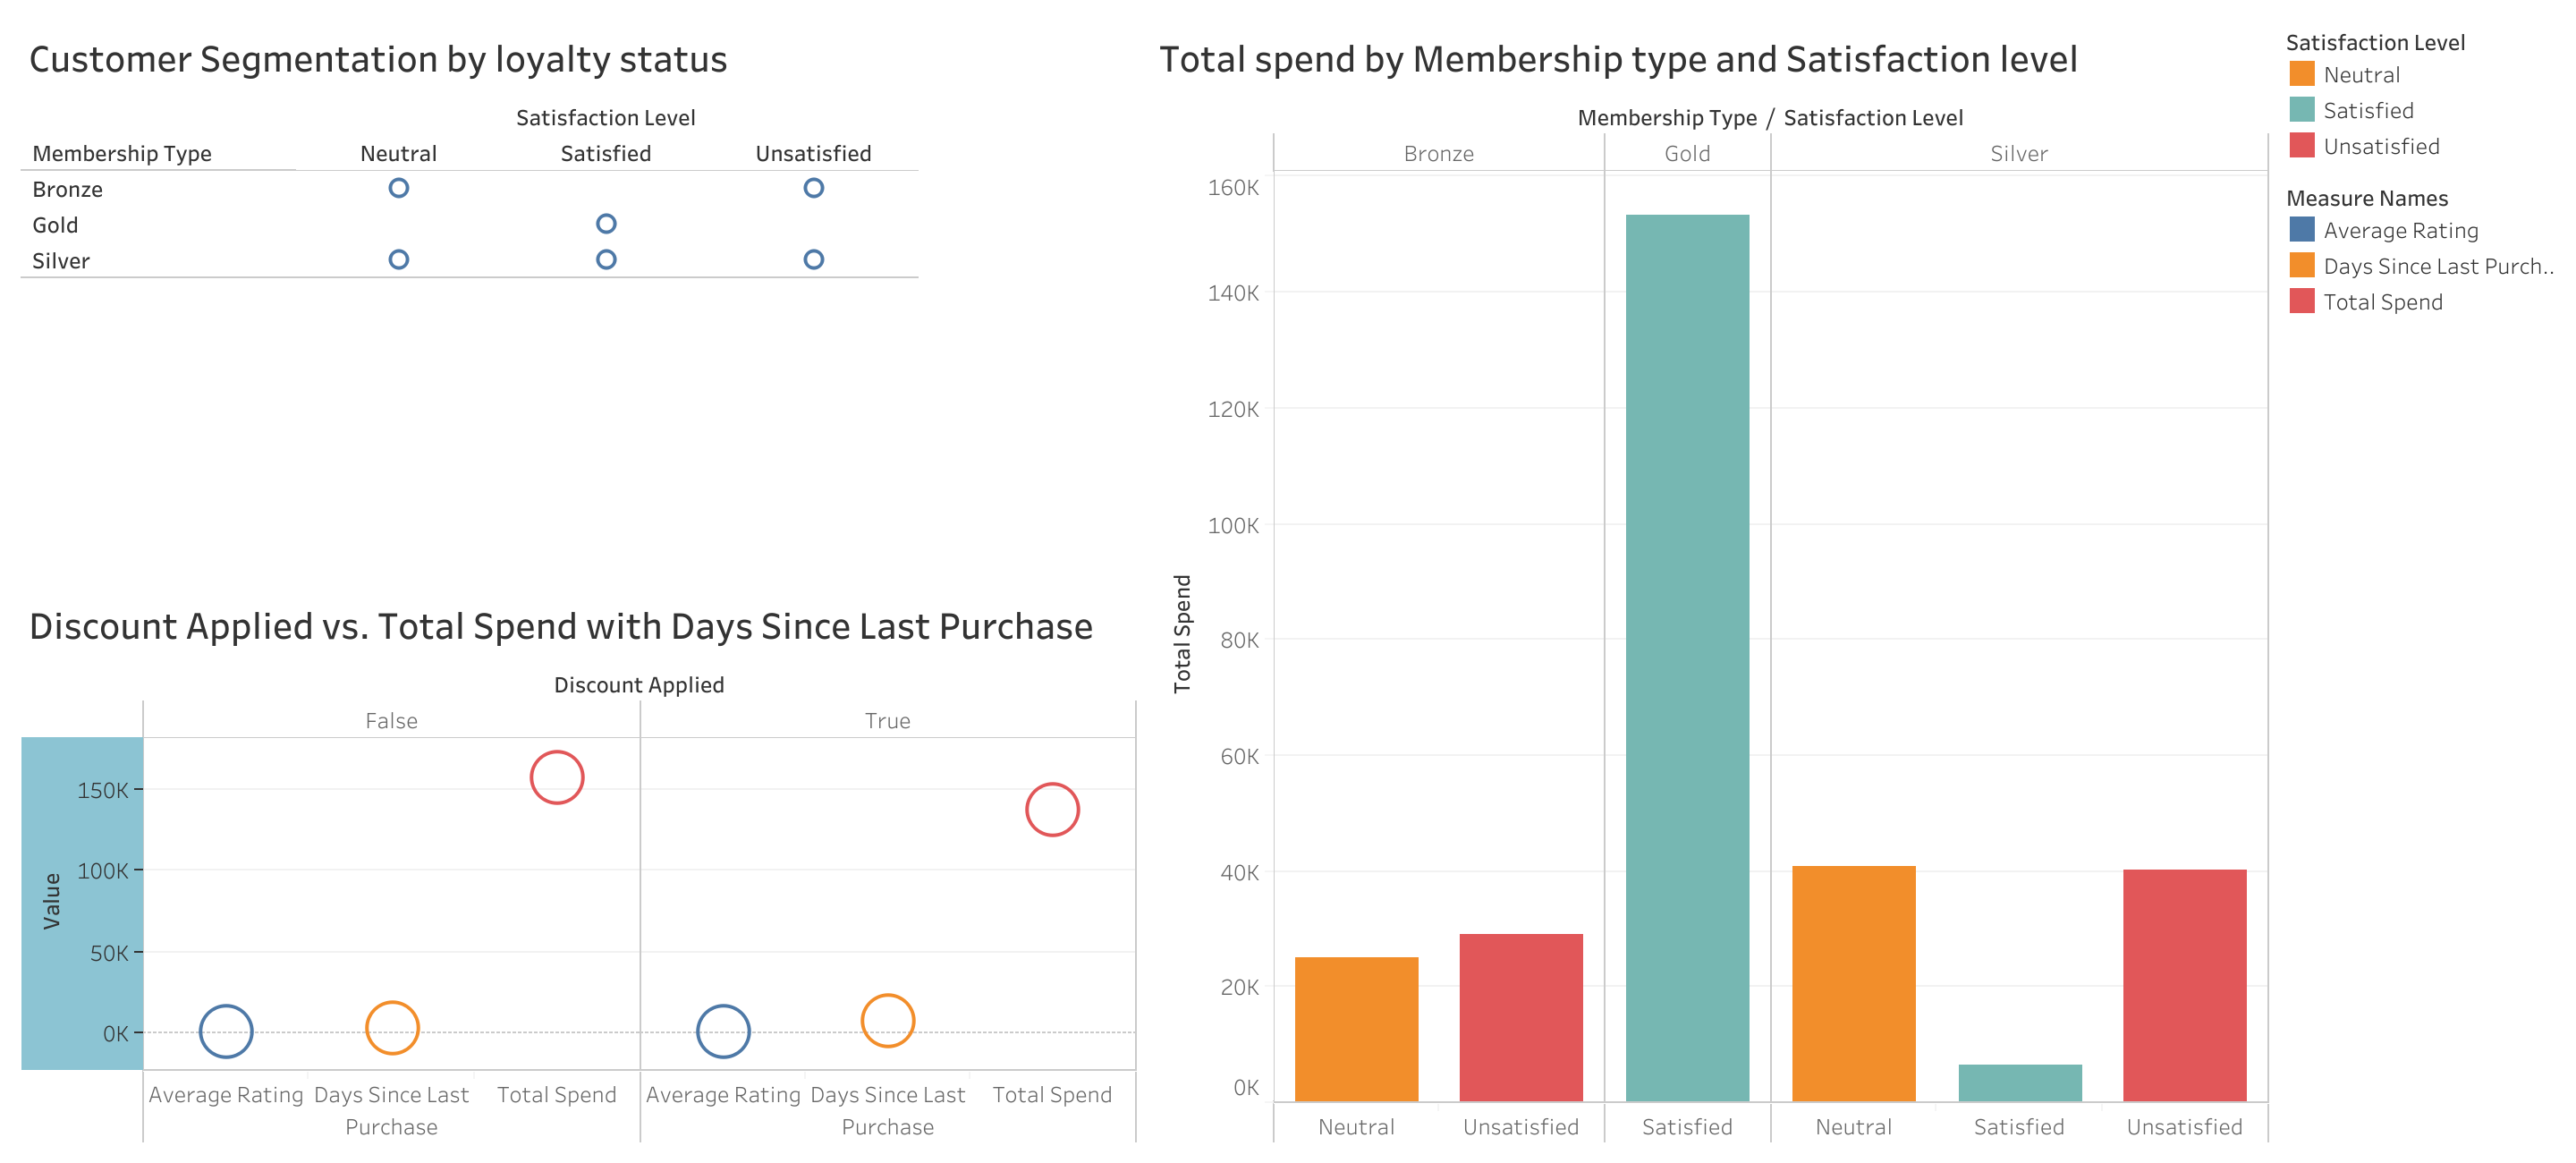 Customer Segmentation by loyalty status
Satisfaction Level
Membership Type Neutral Satisfied Unsatisfied
Bronze
Gold
Silver
Discount Applied vs. Total Spend with Days Since Last Purchase
Discount Applied
False True
Value
150K
100K
50K
0K
Average Rating Days Since Last Purchase Total Spend Average Rating Days Since Last Purchase Total Spend
Total spend by Membership type and Satisfaction level
Membership Type / Satisfaction Level
Bronze Gold Silver
Total Spend
160K
140K
120K
100K
80K
60K
40K
20K
0K
Neutral Unsatisfied Satisfied Neutral Satisfied Unsatisfied
Satisfaction Level
Neutral
Satisfied
Unsatisfied
Measure Names
Average Rating
Days Since Last Purch..
Total Spend